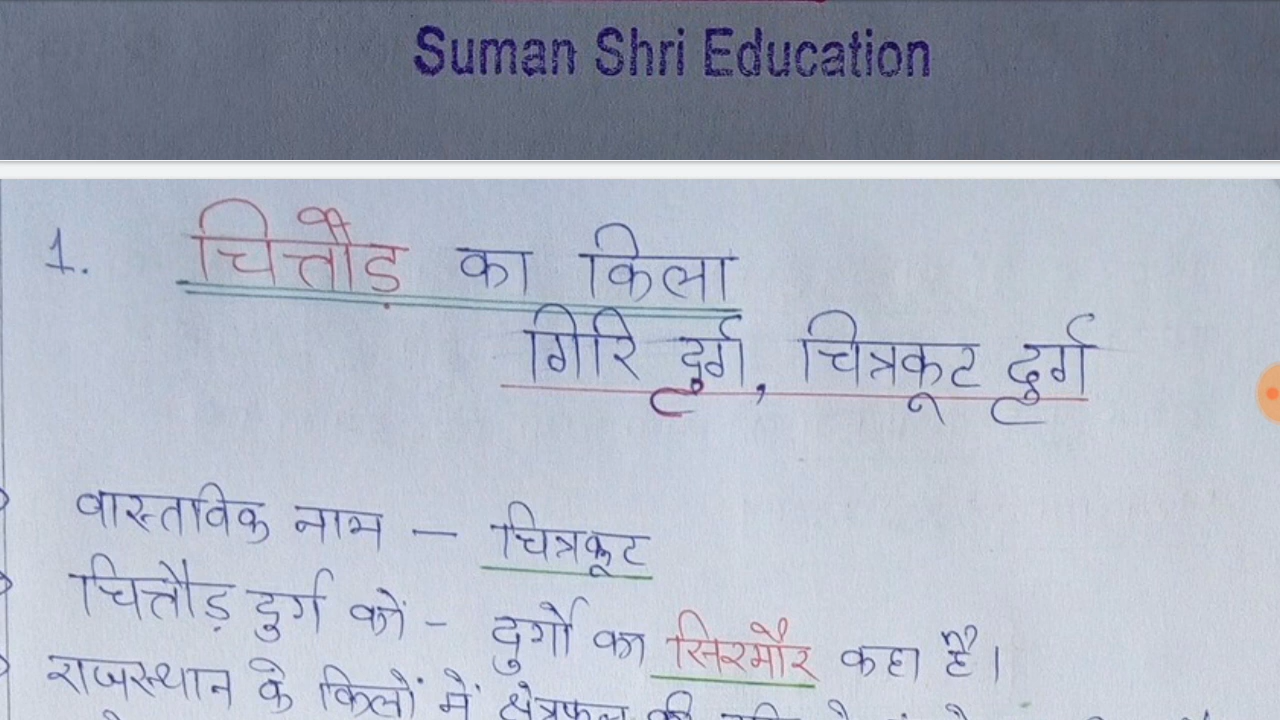 Suman Shri Education
1. चित्तौड़ का किला
गिरि दुर्ग, चित्रकूट दुर्ग
वास्तविक नाम - चित्रकूट
चित्तौड़ दुर्ग कों - दुर्गो का सिरमौर कहा है।
राजस्थान के किलों में क्षेत्रफल की